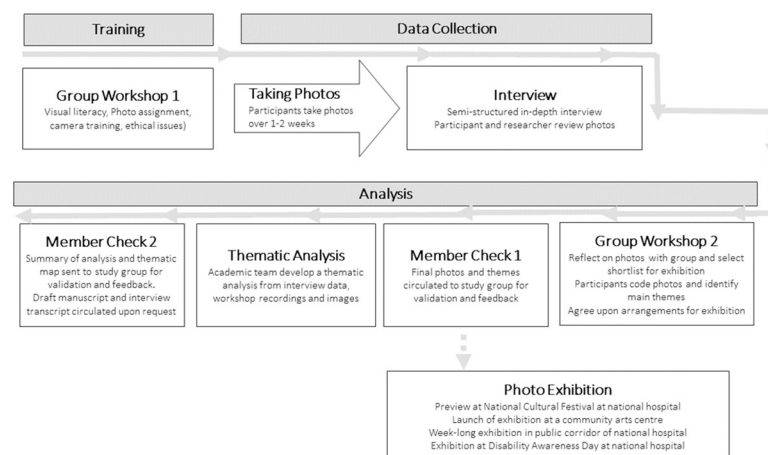 Training
Data Collection
Group Workshop 1
Visual literacy, Photo assignment,
camera training, ethical issues)
Taking Photos
Participants take photos
over 1-2 weeks
Interview
Semi-structured in-depth interview
Participant and researcher review photos
Analysis
Member Check 2
Summary of analysis and thematic
map sent to study group for
validation and feedback.
Draft manuscript and interview
transcript circulated upon request
Thematic Analysis
Academic team develop a thematic
analysis from interview data,
workshop recordings and images
Member Check 1
Final photos and themes
circulated to study group for
validation and feedback
Group Workshop 2
Reflect on photos with group and select
shortlist for exhibition
Participants code photos and identify
main themes
Agree upon arrangements for exhibition
Photo Exhibition
Preview at National Cultural Festival at national hospital
Launch of exhibition at a community arts centre
Week-long exhibition in public corridor of national hospital
Exhibition at Disability Awareness Day at national hospital